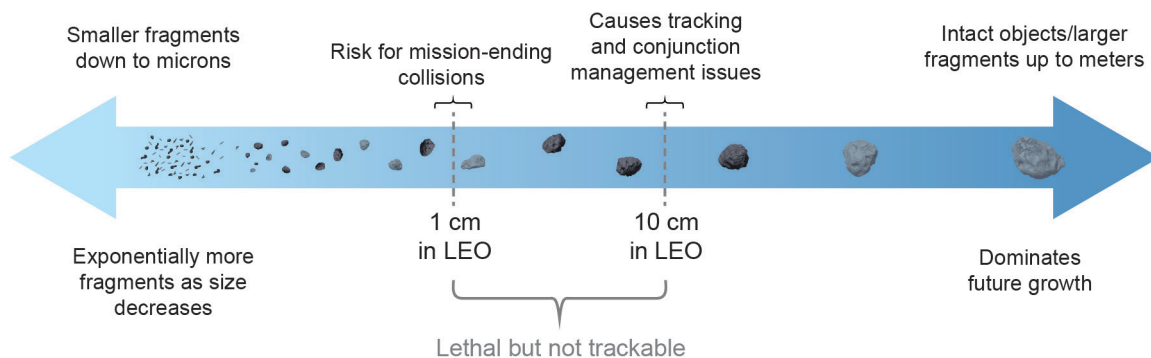 Smaller fragments
down to microns
Risk for mission-ending
collisions
Causes tracking
and conjunction
management issues
Intact objects/larger
fragments up to meters
1 cm
in LEO
10 cm
in LEO
Exponentially more
fragments as size
decreases
Dominates
future growth
Lethal but not trackable